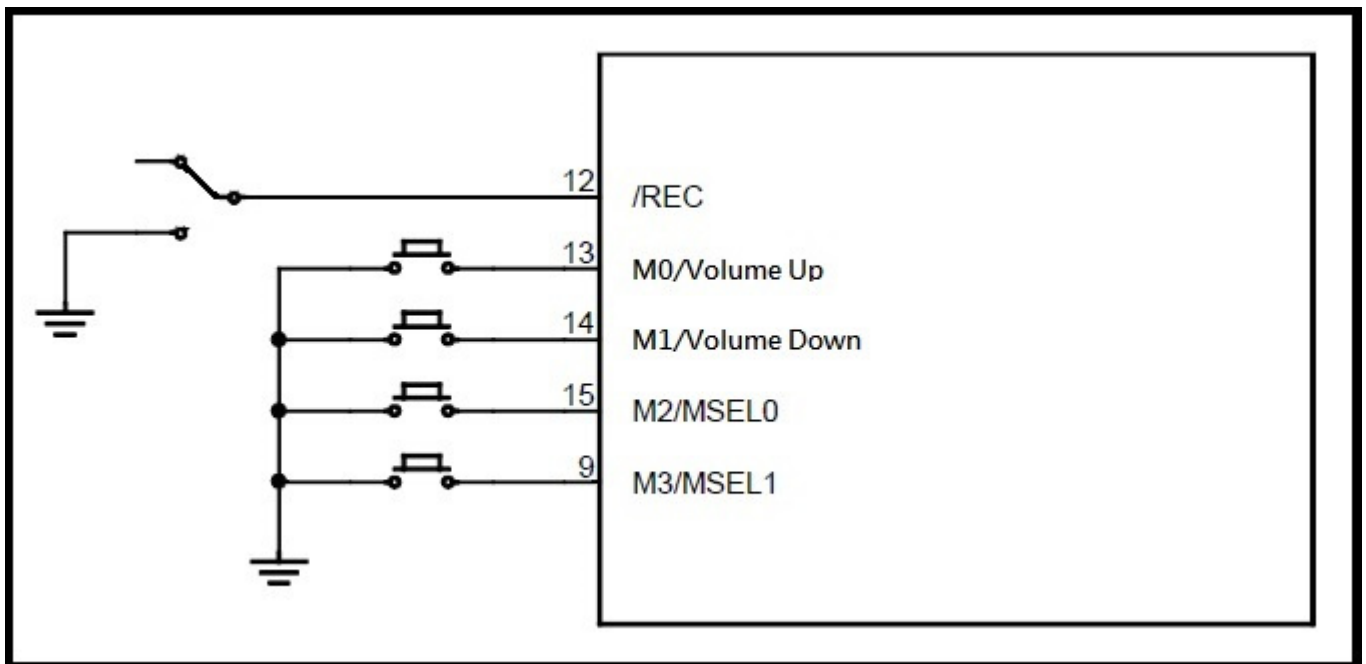 12 /REC
13 M0/Volume Up
14 M1/Volume Down
15 M2/MSEL0
9 M3/MSEL1